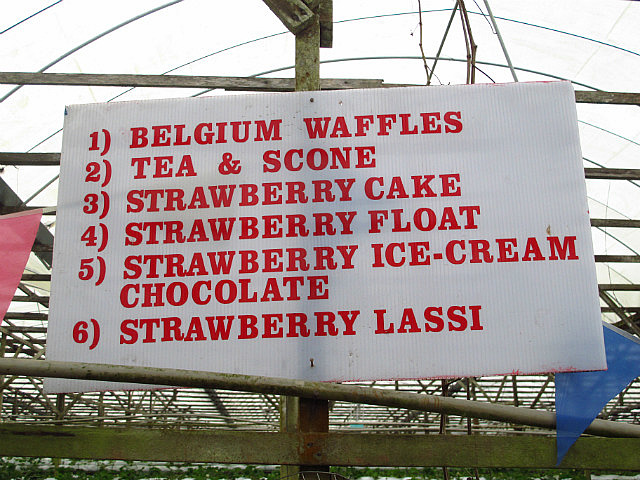 1) BELGIUM WAFFLES
2) TEA & SCONE
3) STRAWBERRY CAKE
4) STRAWBERRY FLOAT
5) STRAWBERRY ICE-CREAM
CHOCOLATE
6) STRAWBERRY LASSI